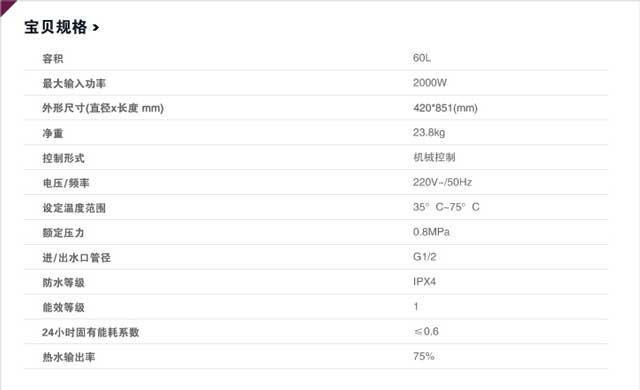 宝贝规格 >
容积 60L
最大输入功率 2000W
外形尺寸(直径x长度 mm) 420*851(mm)
净重 23.8kg
控制形式 机械控制
电压/频率 220V~/50Hz
设定温度范围 35°C~75°C
额定压力 0.8MPa
进/出水口管径 G1/2
防水等级 IPX4
能效等级 1
24小时固有能耗系数 ≤0.6
热水输出率 75%